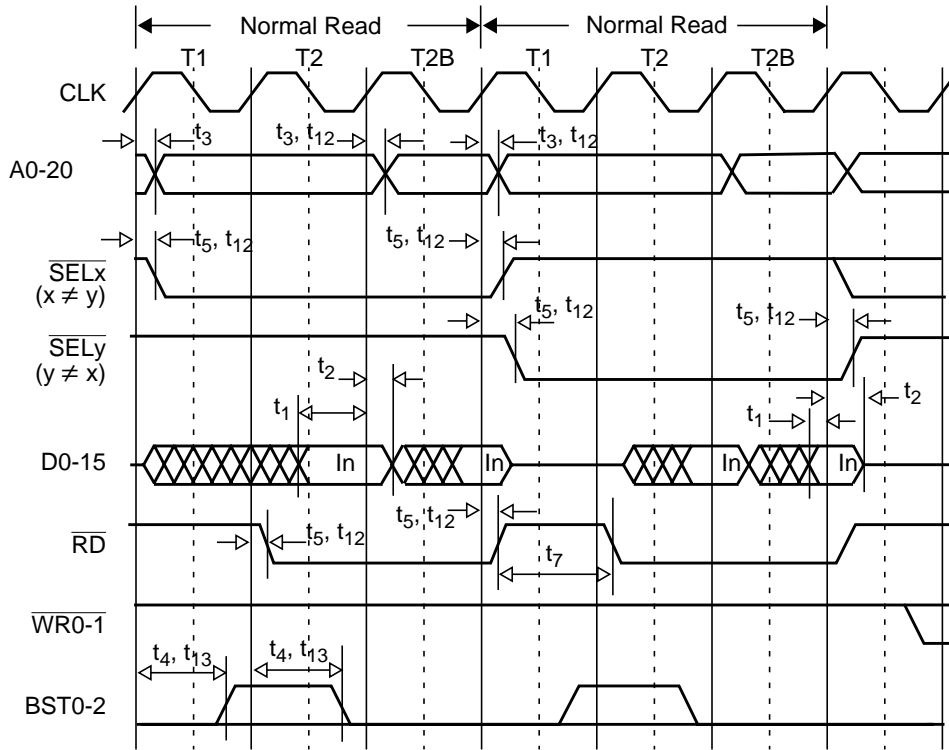 Normal Read Normal Read
T1 T2 T2B T1 T2 T2B
CLK
t3 t3, t12 t3, t12
A0-20
t5, t12 t5, t12
SELx
(x ≠ y)
t5, t12 t5, t12
SELy
(y ≠ x)
t2 t2
t1 t1
D0-15 In In In In
t5, t12
RD t5, t12
t7
WR0-1
t4, t13 t4, t13
BST0-2